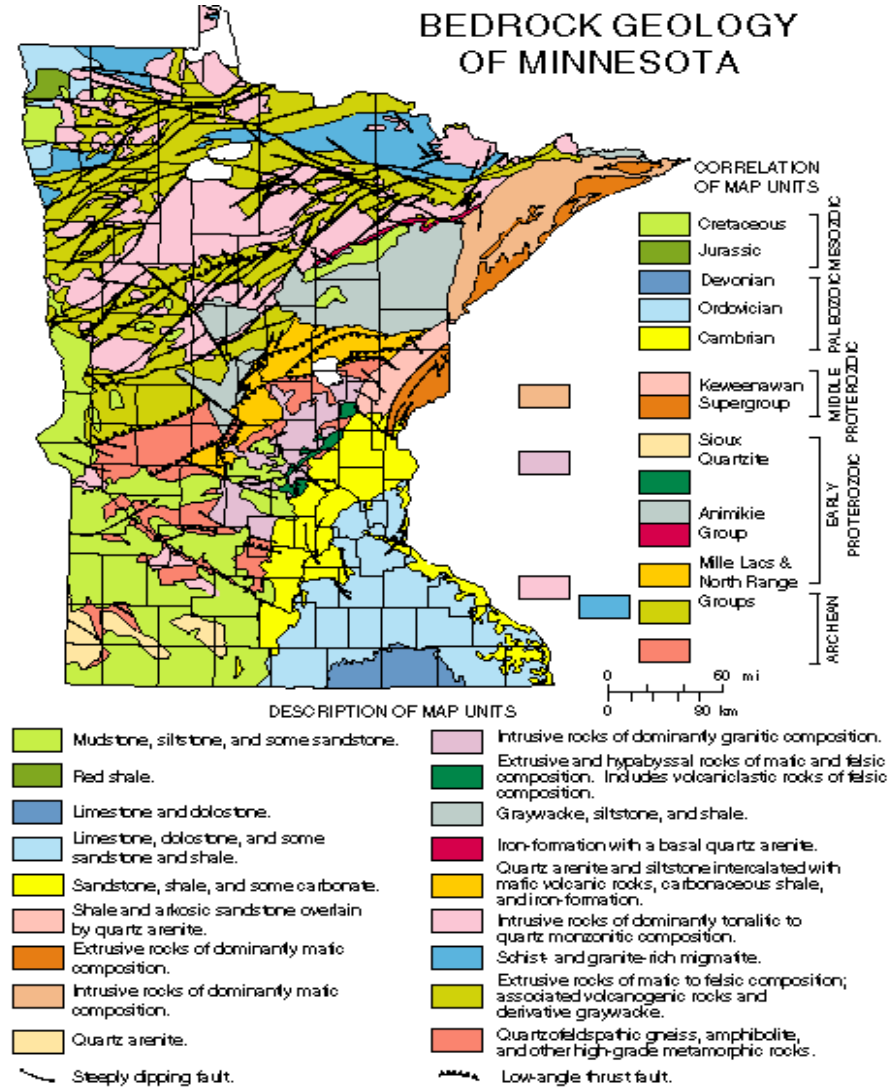 BEDROCK GEOLOGY
OF MINNESOTA
CORRELATION
OF MAP UNITS
Cretaceous
Jurassic
MESOZOIC
Devonian
Ordovician
Cambrian
PALEOZOIC
Keweenawan
Supergroup
MIDDLE
PROTEROZOIC
Sioux
Quartzite
Animikie
Group
Mille Lacs &
North Range
Groups
EARLY
PROTEROZOIC
ARCHEAN
0 60 mi
0 90 km
DESCRIPTION OF MAP UNITS
Mudstone, siltstone, and some sandstone.
Red shale.
Limestone and dolostone.
Limestone, dolostone, and some
sandstone and shale.
Sandstone, shale, and some carbonate.
Shale and arkosic sandstone overlain
by quartz arenite.
Extrusive rocks of dominantly mafic
composition.
Intrusive rocks of dominantly mafic
composition.
Quartz arenite.
Steeply dipping fault.
Intrusive rocks of dominantly granitic composition.
Extrusive and hypabyssal rocks of mafic and felsic
composition. Includes volcaniclastic rocks of felsic
composition.
Graywacke, siltstone, and shale.
Iron-formation with a basal quartz arenite.
Quartz arenite and siltstone intercalated with
mafic volcanic rocks, carbonaceous shale,
and iron-formation.
Intrusive rocks of dominantly tonalitic to
quartz monzonitic composition.
Schist- and granite-rich migmatite.
Extrusive rocks of mafic to felsic composition;
associated volcanogenic rocks and
derivative graywacke.
Quartzofeldspathic gneiss, amphibolite,
and other high-grade metamorphic rocks.
Low-angle thrust fault.